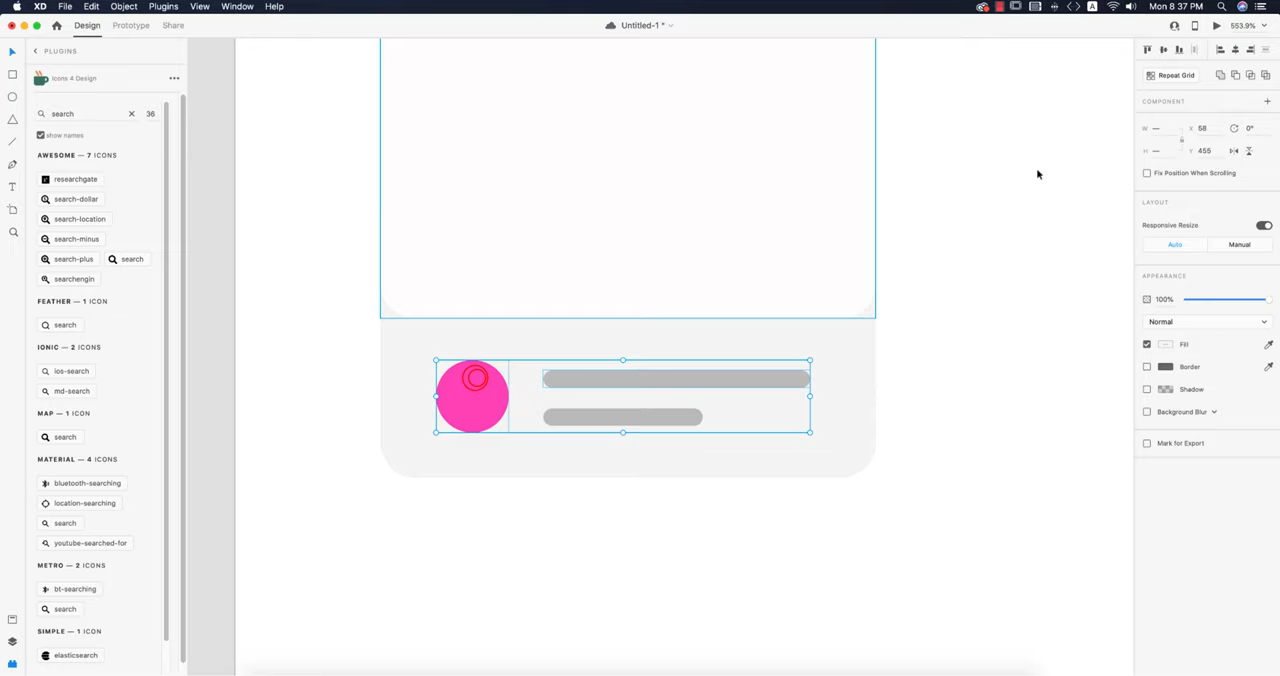 XD File Edit Object Plugins View Window Help
A Mon 8 37 PM
Design Prototype Share
Untitled-1 *
553.9%
PLUGINS
Icons 4 Design
search 36
show names
AWESOME — 7 ICONS
researchgate
search-dollar
search-location
search-minus
search-plus search
searchengin
FEATHER — 1 ICON
search
IONIC — 2 ICONS
ios-search
md-search
MAP — 1 ICON
search
MATERIAL — 4 ICONS
bluetooth-searching
location-searching
search
youtube-searched-for
METRO — 2 ICONS
bt-searching
search
SIMPLE — 1 ICON
elasticsearch
Repeat Grid
COMPONENT
W — X 58 0°
H — Y 455
Fix Position When Scrolling
LAYOUT
Responsive Resize
Auto Manual
APPEARANCE
100%
Normal
Fill
Border
Shadow
Background Blur
Mark for Export